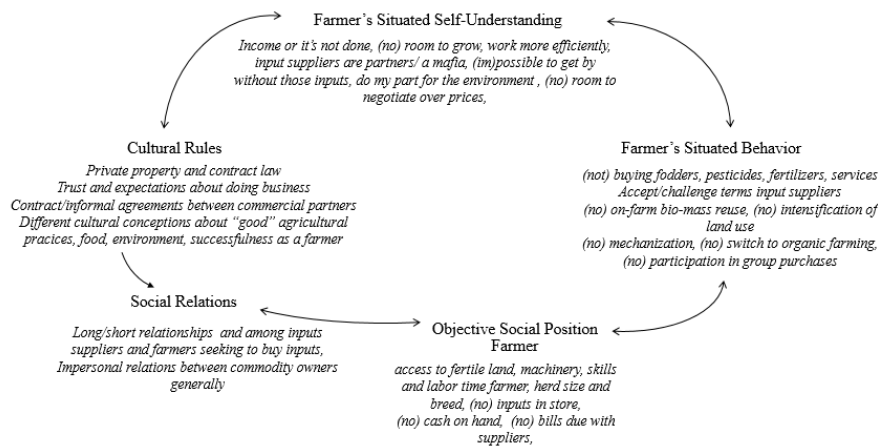 Farmer's Situated Self-Understanding
Income or it's not done, (no) room to grow, work more efficiently,
input suppliers are partners/ a mafia, (im)possible to get by
without those inputs, do my part for the environment , (no) room to
negotiate over prices,
Cultural Rules
Private property and contract law
Trust and expectations about doing business
Contract/informal agreements between commercial partners
Different cultural conceptions about "good" agricultural
pracices, food, environment, successfulness as a farmer
Farmer's Situated Behavior
(not) buying fodders, pesticides, fertilizers, services
Accept/challenge terms input suppliers
(no) on-farm bio-mass reuse, (no) intensification of
land use
(no) mechanization, (no) switch to organic farming,
(no) participation in group purchases
Social Relations
Long/short relationships and among inputs
suppliers and farmers seeking to buy inputs,
Impersonal relations between commodity owners
generally
Objective Social Position
Farmer
access to fertile land, machinery, skills
and labor time farmer, herd size and
breed, (no) inputs in store,
(no) cash on hand, (no) bills due with
suppliers,